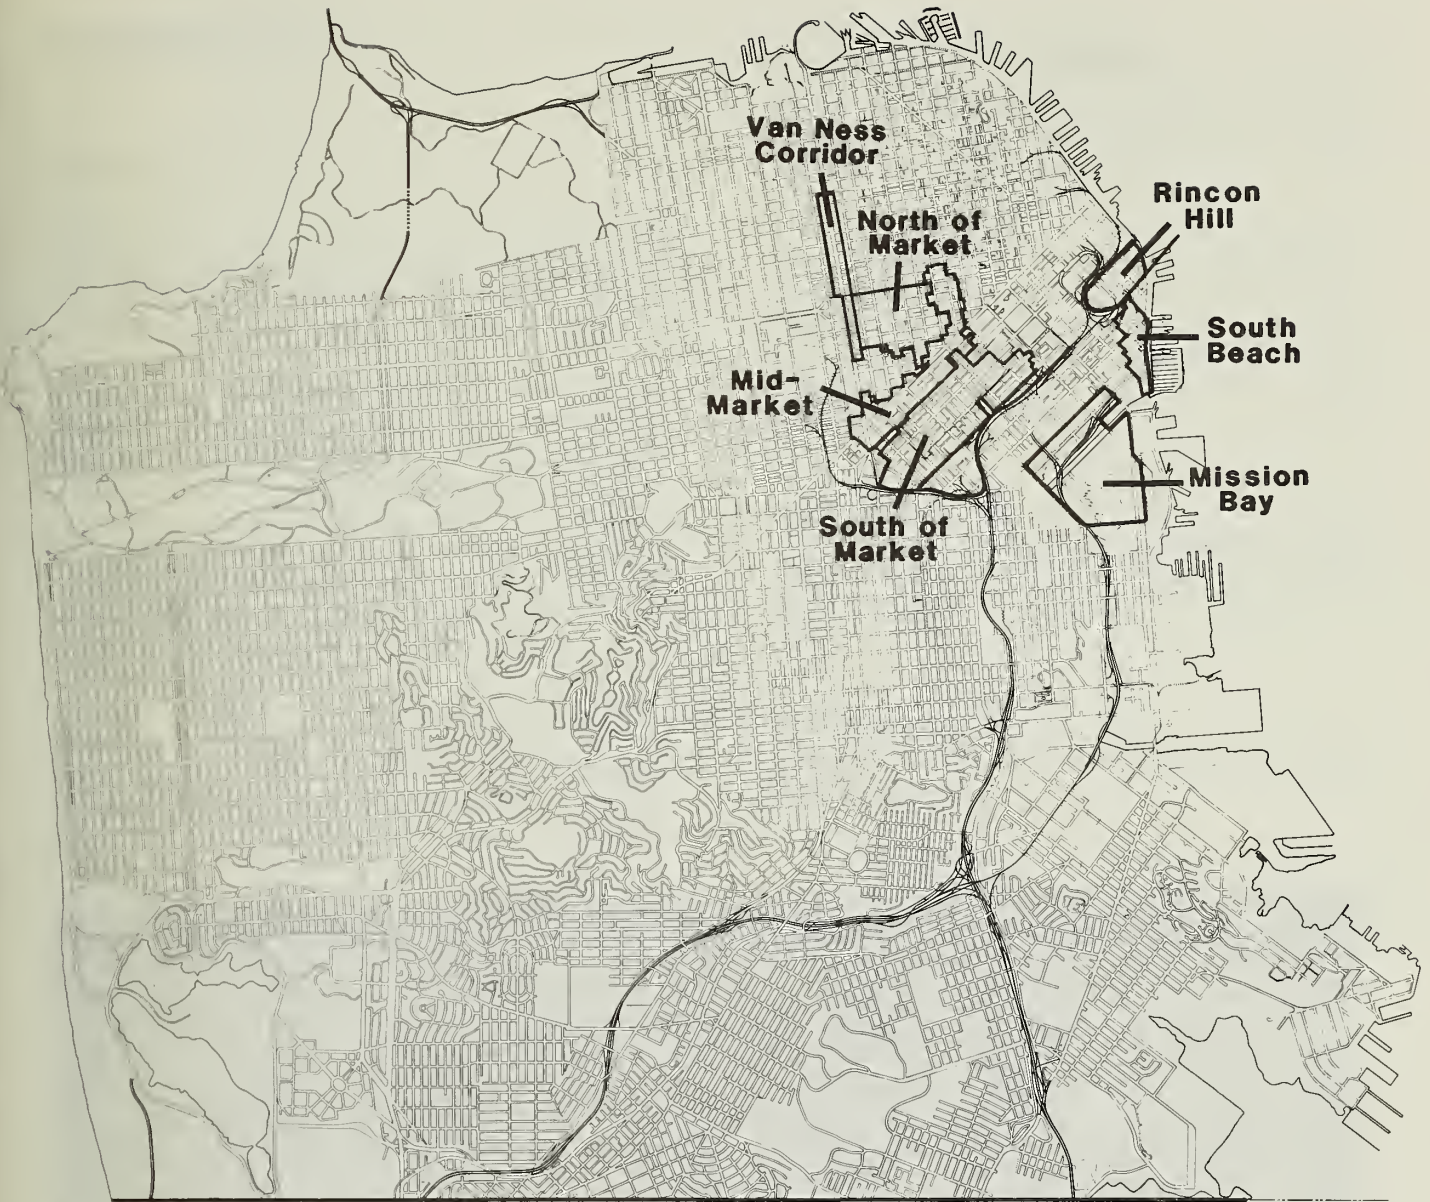 Van Ness
Corridor
North of
Market
Rincon
Hill
South
Beach
Mid-
Market
Mission
Bay
South of
Market